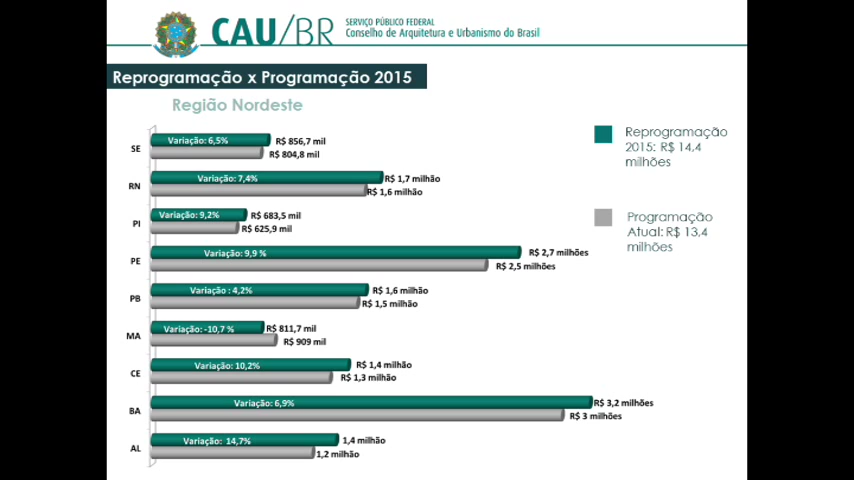 CAU/BR
SERVIÇO PÚBLICO FEDERAL
Conselho de Arquitetura e Urbanismo do Brasil
Reprogramação x Programação 2015
Região Nordeste
SE
Variação: 6,5%
R$ 856,7 mil
R$ 804,8 mil
RN
Variação: 7,4%
R$ 1,7 milhão
R$ 1,6 milhão
PI
Variação: 9,2%
R$ 683,5 mil
R$ 625,9 mil
PE
Variação: 9,9 %
R$ 2,7 milhões
R$ 2,5 milhões
PB
Variação : 4,2%
R$ 1,6 milhão
R$ 1,5 milhão
MA
Variação: -10,7 %
R$ 811,7 mil
R$ 909 mil
CE
Variação: 10,2%
R$ 1,4 milhão
R$ 1,3 milhão
BA
Variação: 6,9%
R$ 3,2 milhões
R$ 3 milhões
AL
Variação: 14,7%
1,4 milhão
1,2 milhão
Reprogramação
2015: R$ 14,4
milhões
Programação
Atual: R$ 13,4
milhões